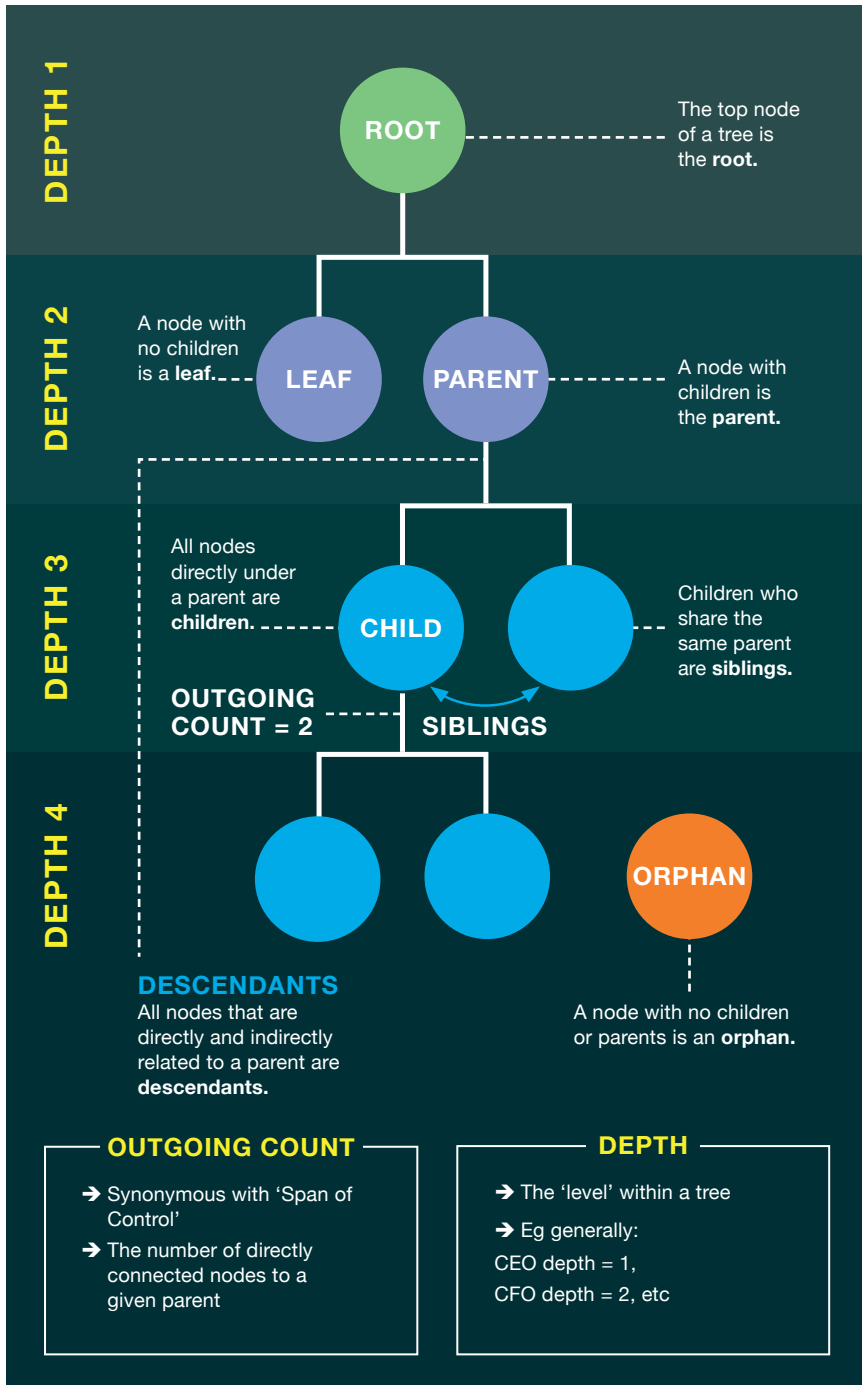 DEPTH 1
ROOT
The top node
of a tree is
the root.
DEPTH 2
A node with
no children
is a leaf.
LEAF
PARENT
A node with
children is
the parent.
DEPTH 3
All nodes
directly under
a parent are
children.
CHILD
Children who
share the
same parent
are siblings.
OUTGOING
COUNT = 2
SIBLINGS
DEPTH 4
ORPHAN
DESCENDANTS
All nodes that are
directly and indirectly
related to a parent are
descendants.
A node with no children
or parents is an orphan.
OUTGOING COUNT
➔ Synonymous with ‘Span of
Control’
➔ The number of directly
connected nodes to a
given parent
DEPTH
➔ The ‘level’ within a tree
➔ Eg generally:
CEO depth = 1,
CFO depth = 2, etc